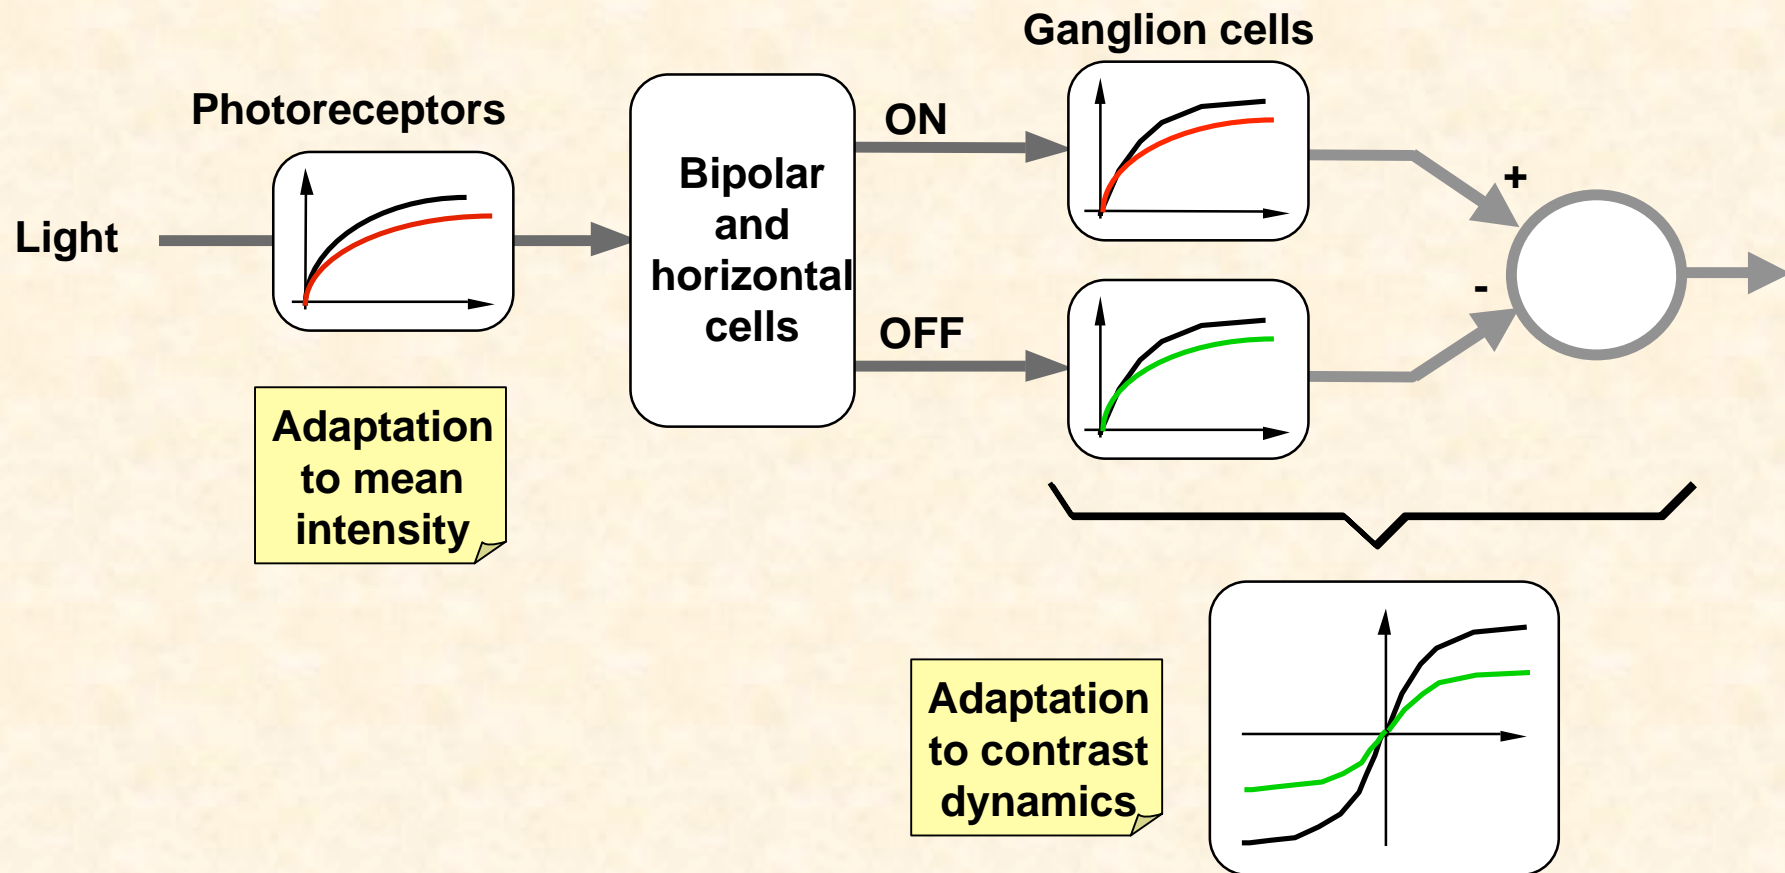 Ganglion cells
Photoreceptors
Light
Bipolar
and
horizontal
cells
ON
OFF
+
-
Adaptation
to mean
intensity
Adaptation
to contrast
dynamics